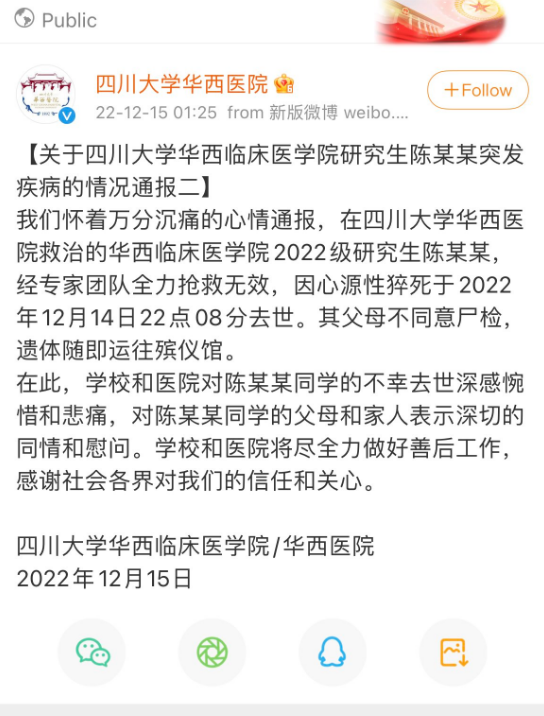 Public
四川大学华西医院
22-12-15 01:25 from 新版微博 weibo....
+Follow
【关于四川大学华西临床医学院研究生陈某某突发
疾病的情况通报二】
我们怀着万分沉痛的心情通报，在四川大学华西医
院救治的华西临床医学院2022级研究生陈某某，
经专家团队全力抢救无效，因心源性猝死于2022
年12月14日22点08分去世。其父母不同意尸检，
遗体随即运往殡仪馆。
在此，学校和医院对陈某某同学的不幸去世深感惋
惜和悲痛，对陈某某同学的父母和家人表示深切的
同情和慰问。学校和医院将尽全力做好善后工作，
感谢社会各界对我们的信任和关心。
四川大学华西临床医学院/华西医院
2022年12月15日